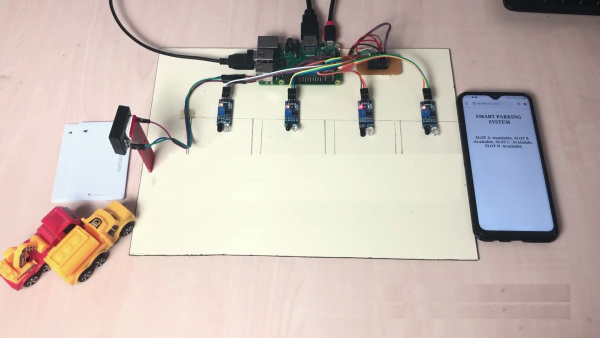 SMART PARKING
SYSTEM
SLOT A :Available, SLOT B
:Available, SLOT C :Available,
SLOT D :Available